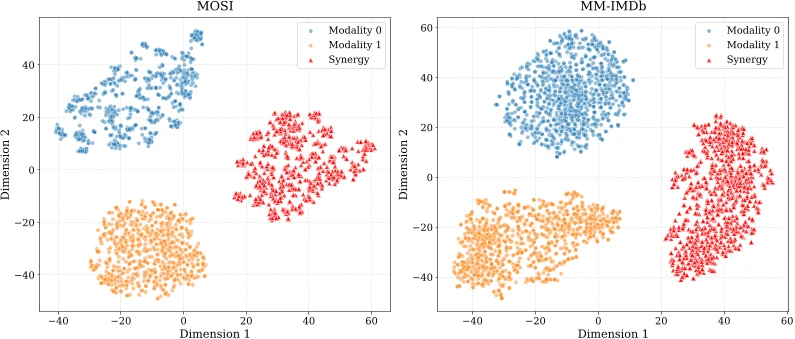 MOSI
Modality 0
Modality 1
Synergy
Dimension 2
40
20
0
−20
−40
−40
−20
0
20
40
60
Dimension 1
MM-IMDb
Modality 0
Modality 1
Synergy
Dimension 2
60
40
20
0
−20
−40
−40
−20
0
20
40
60
Dimension 1